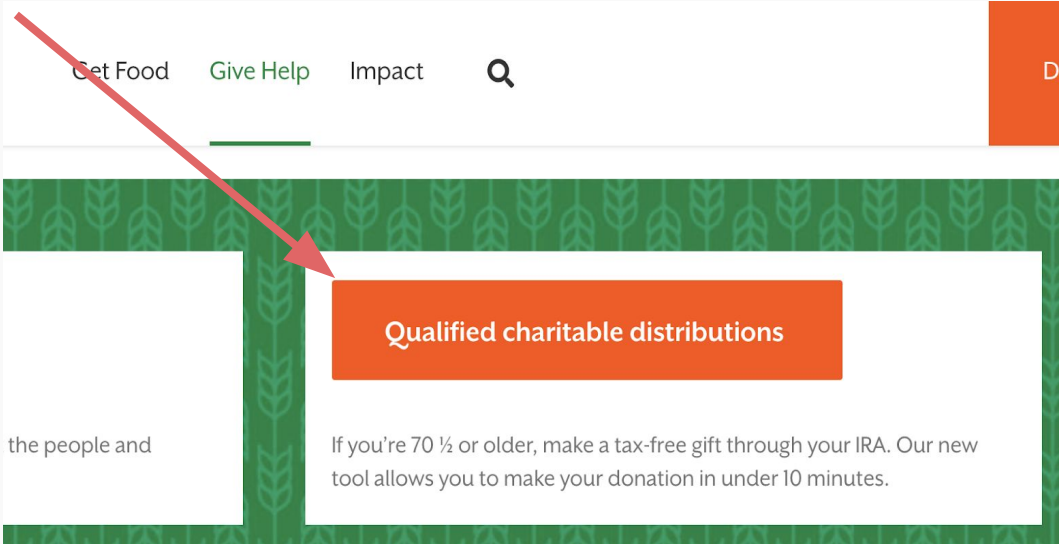 Get Food Give Help Impact
D
Qualified charitable distributions
the people and
If you're 70 ½ or older, make a tax-free gift through your IRA. Our new
tool allows you to make your donation in under 10 minutes.